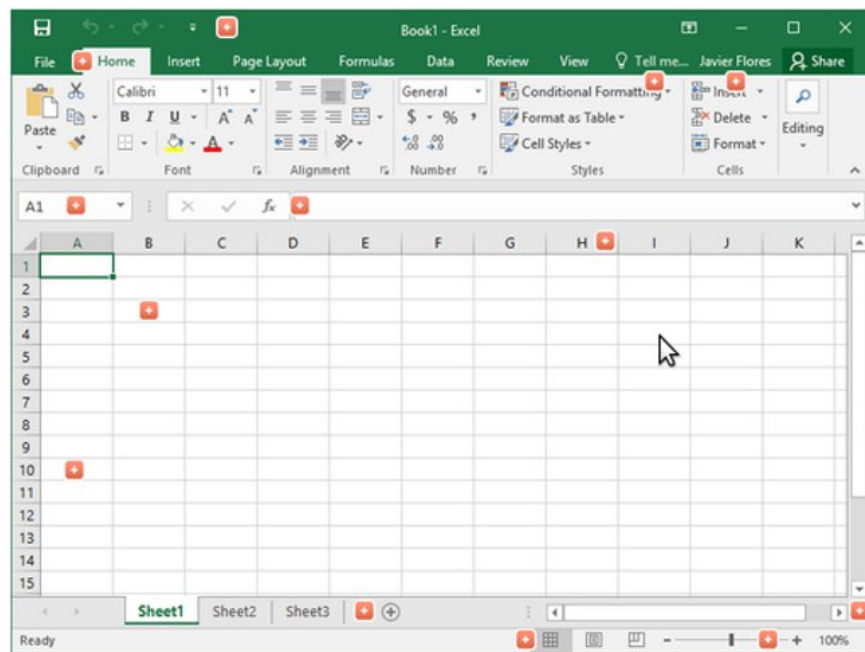 Book1 - Excel
File Home Insert Page Layout Formulas Data Review View Tell me... Javier Flores Share
Calibri 11 General Conditional Formatting Insert
Paste B I U A A $ % , Format as Table Delete Editing
A Cell Styles Format
Clipboard Font Alignment Number Styles Cells
A1 fx
A B C D E F G H I J K
1
2
3
4
5
6
7
8
9
10
11
12
13
14
15
Sheet1 Sheet2 Sheet3
Ready 100%